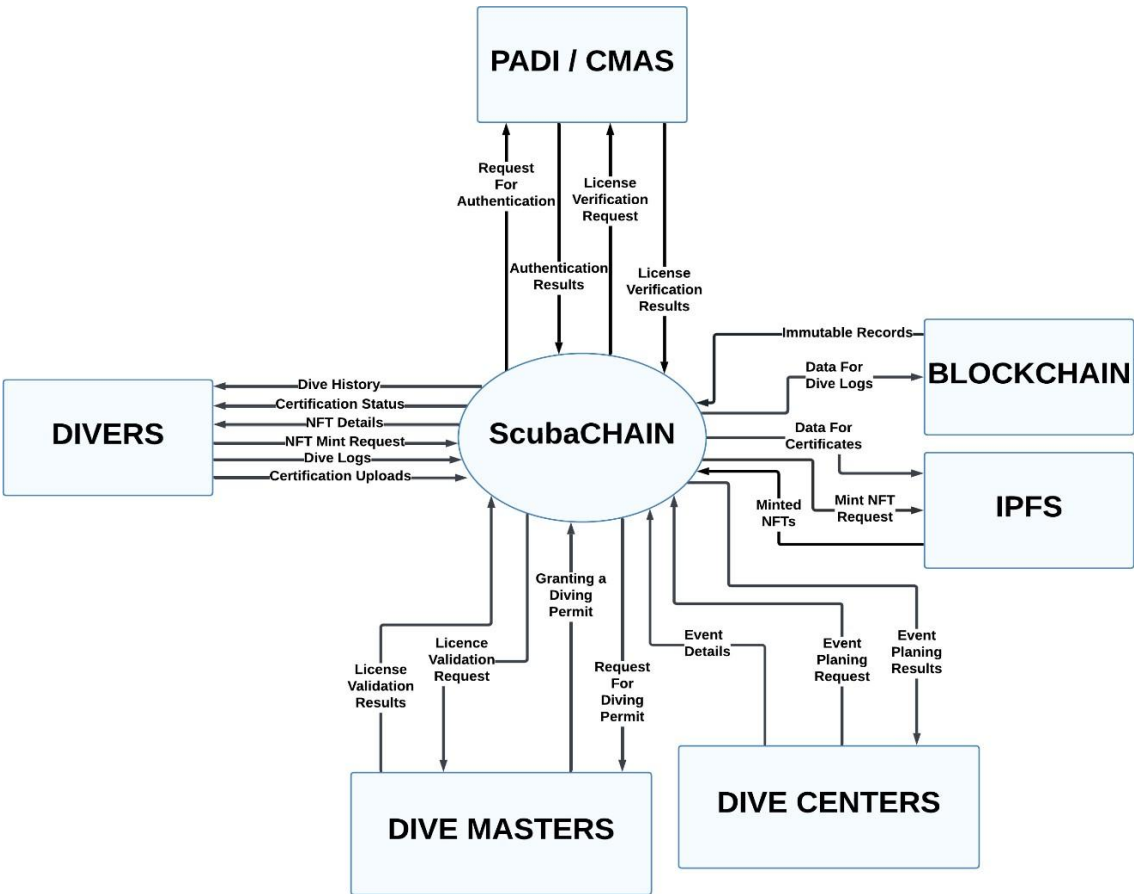 PADI / CMAS
Request
For
Authentication
License
Verification
Request
Authentication
Results
License
Verification
Results
Immutable Records
BLOCKCHAIN
Data For
Dive Logs
DIVERS
Dive History
Certification Status
NFT Details
NFT Mint Request
Dive Logs
Certification Uploads
ScubaCHAIN
Data For
Certificates
IPFS
Minted
NFTs
Mint NFT
Request
Granting a
Diving
Permit
License
Validation
Results
Licence
Validation
Request
Request
For
Diving
Permit
Event
Details
Event
Planing
Request
Event
Planing
Results
DIVE MASTERS
DIVE CENTERS